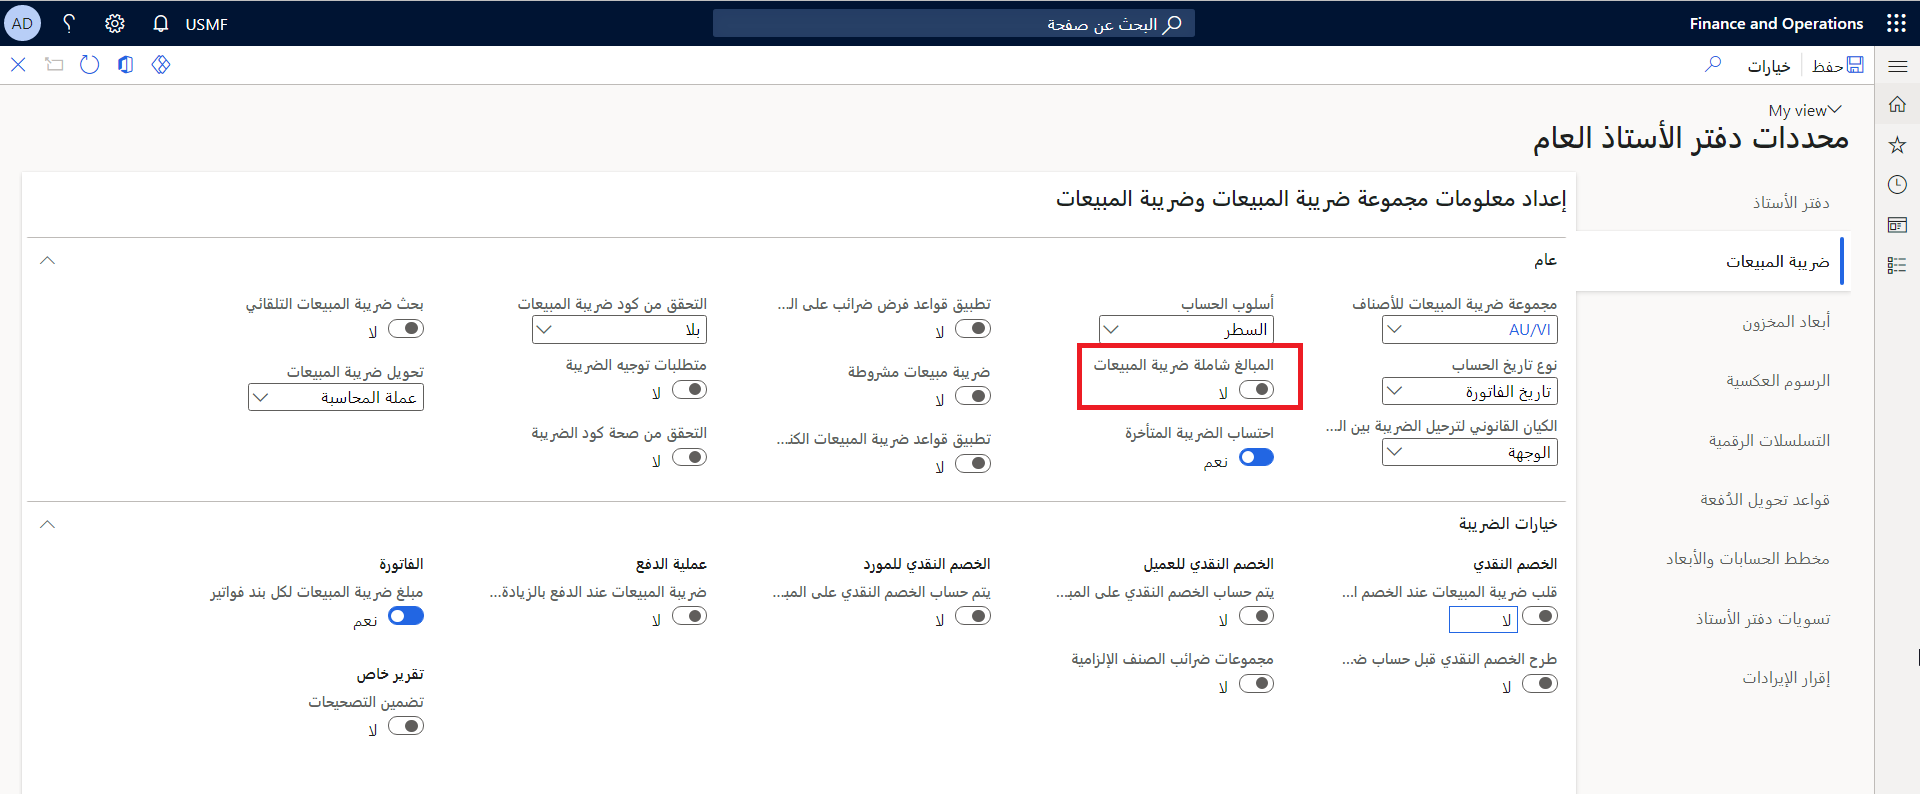 Finance and Operations
البحث عن صفحة
USMF
AD
حفظ
خيارات
My view
محددات دفتر الأستاذ العام
دفتر الأستاذ
ضريبة المبيعات
أبعاد المخزون
الرسوم العكسية
التسلسلات الرقمية
قواعد تحويل الدُفعة
مخطط الحسابات والأبعاد
تسويات دفتر الأستاذ
إقرار الإيرادات
إعداد معلومات مجموعة ضريبة المبيعات وضريبة المبيعات
عام
مجموعة ضريبة المبيعات للأصناف
AU/VI
نوع تاريخ الحساب
تاريخ الفاتورة
الكيان القانوني لترحيل الضريبة بين الـ...
الوجهة
أسلوب الحساب
السطر
المبالغ شاملة ضريبة المبيعات
لا
احتساب الضريبة المتأخرة
نعم
تطبيق قواعد فرض ضرائب على الـ...
لا
ضريبة مبيعات مشروطة
لا
تطبيق قواعد ضريبة المبيعات الكنـ...
لا
التحقق من كود ضريبة المبيعات
بلا
متطلبات توجيه الضريبة
لا
التحقق من صحة كود الضريبة
لا
بحث ضريبة المبيعات التلقائي
لا
تحويل ضريبة المبيعات
عملة المحاسبة
خيارات الضريبة
الخصم النقدي
قلب ضريبة المبيعات عند الخصم ا...
لا
طرح الخصم النقدي قبل حساب ضـ...
لا
الخصم النقدي للعميل
يتم حساب الخصم النقدي على المبـ...
لا
مجموعات ضرائب الصنف الإلزامية
لا
الخصم النقدي للمورد
يتم حساب الخصم النقدي على المبـ...
لا
عملية الدفع
ضريبة المبيعات عند الدفع بالزيادة...
لا
الفاتورة
مبلغ ضريبة المبيعات لكل بند فواتير
نعم
تقرير خاص
تضمين التصحيحات
لا